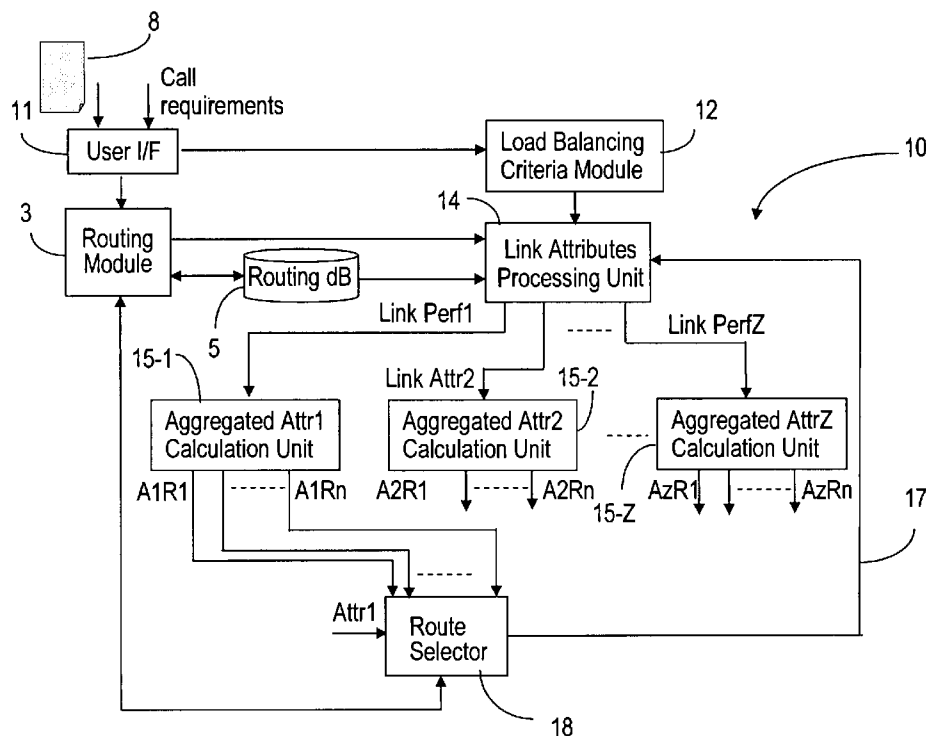 8
Call
requirements
11
User I/F
12
Load Balancing
Criteria Module
10
3
14
Routing
Module
Link Attributes
Processing Unit
Routing dB
5
Link Perf1
Link PerfZ
15-1
Link Attr2
15-2
Aggregated Attr1
Calculation Unit
Aggregated Attr2
Calculation Unit
Aggregated AttrZ
Calculation Unit
A1R1
A1Rn
A2R1
A2Rn
15-Z
AzR1
AzRn
17
Attr1
Route
Selector
18